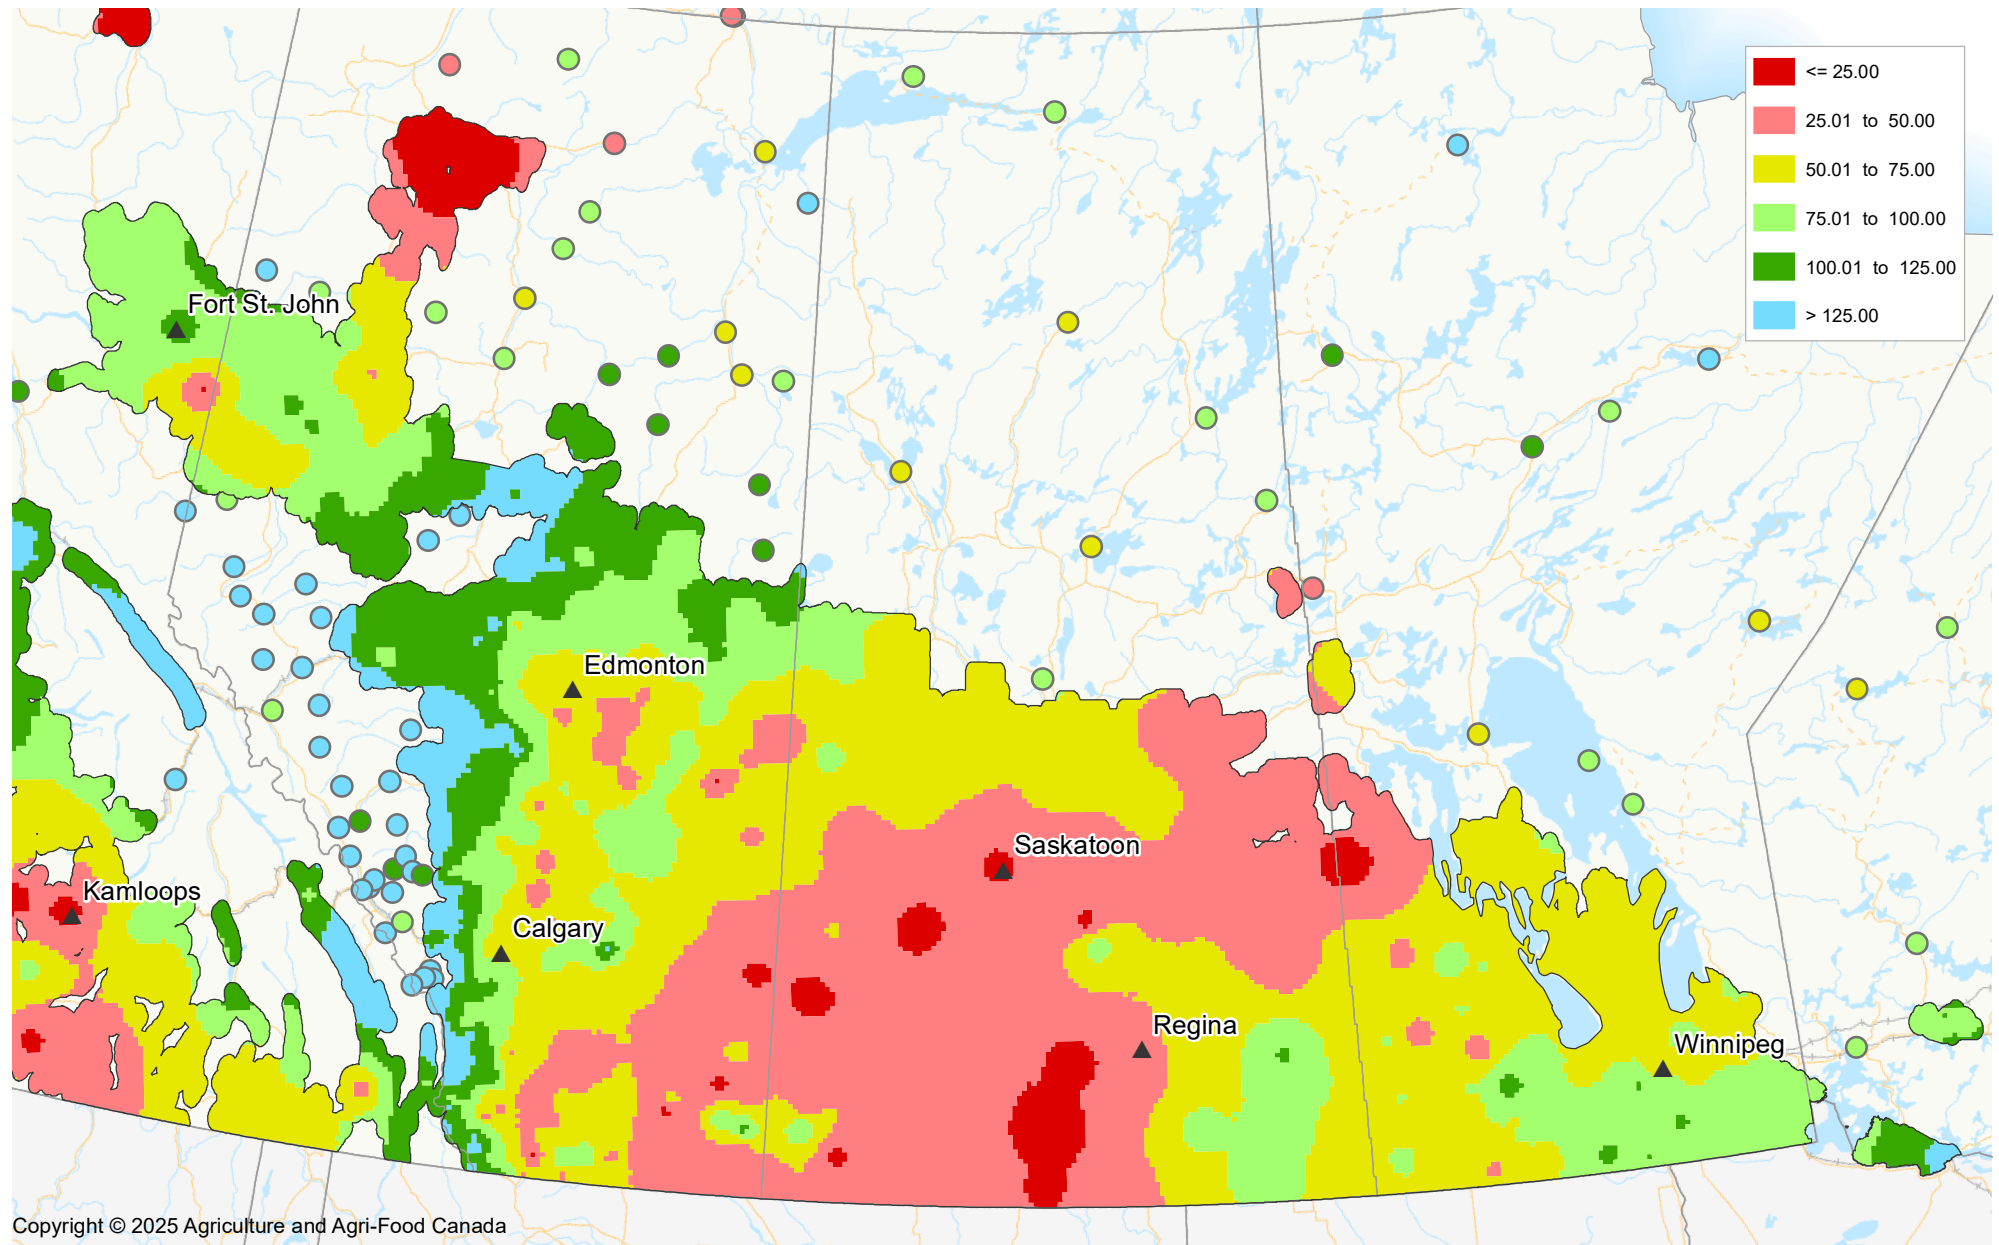 <= 25.00
25.01 to 50.00
50.01 to 75.00
75.01 to 100.00
100.01 to 125.00
> 125.00
Fort St. John
Edmonton
Saskatoon
Kamloops
Calgary
Regina
Winnipeg
Copyright © 2025 Agriculture and Agri-Food Canada